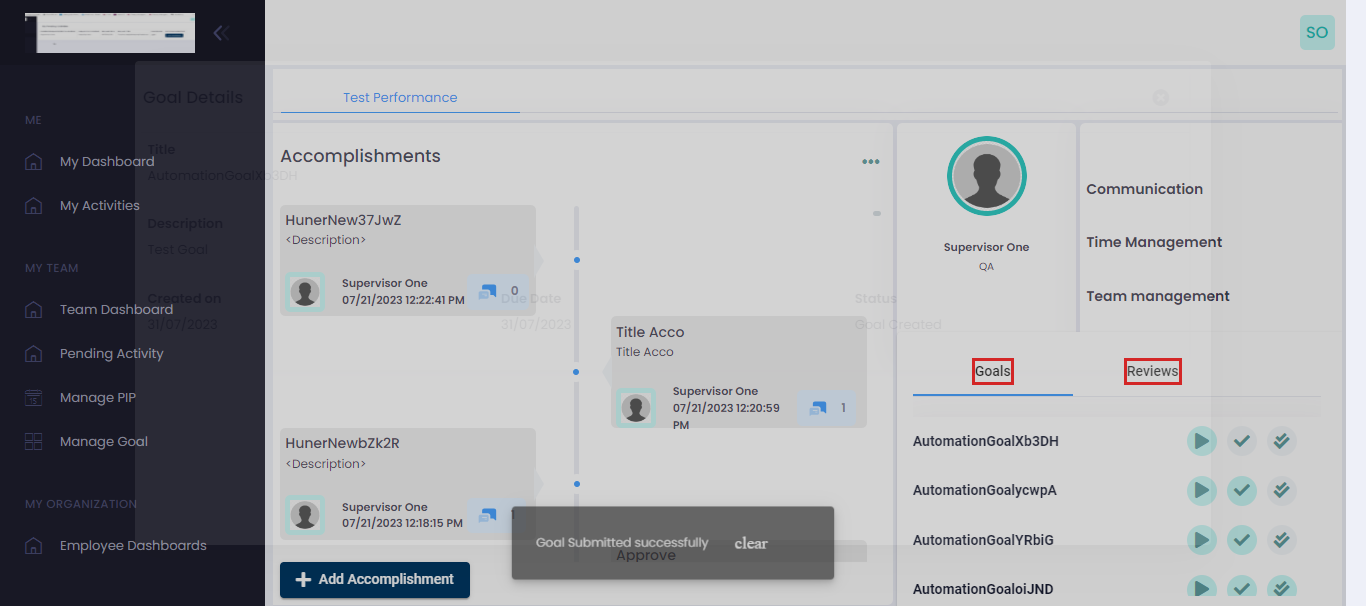 SO
Goal Details
Test Performance
ME
Title
My Dashboard
AutomationGoalXb3DH
My Activities
Description
Test Goal
MY TEAM
Created on
Team Dashboard
31/07/2023
Due Date
31/07/2023
Status
Goal Created
Pending Activity
Manage PIP
15
Manage Goal
MY ORGANIZATION
Employee Dashboards
Accomplishments
HunerNew37JwZ
<Description>
Supervisor One
07/21/2023 12:22:41 PM
0
Title Acco
Title Acco
Supervisor One
07/21/2023 12:20:59
PM
1
HunerNewbZk2R
<Description>
Supervisor One
07/21/2023 12:18:15 PM
1
Approve
Goal Submitted successfully clear
Add Accomplishment
Supervisor One
QA
Communication
Time Management
Team management
Goals Reviews
AutomationGoalXb3DH
AutomationGoalycwpA
AutomationGoalYRbiG
AutomationGoaloiJND